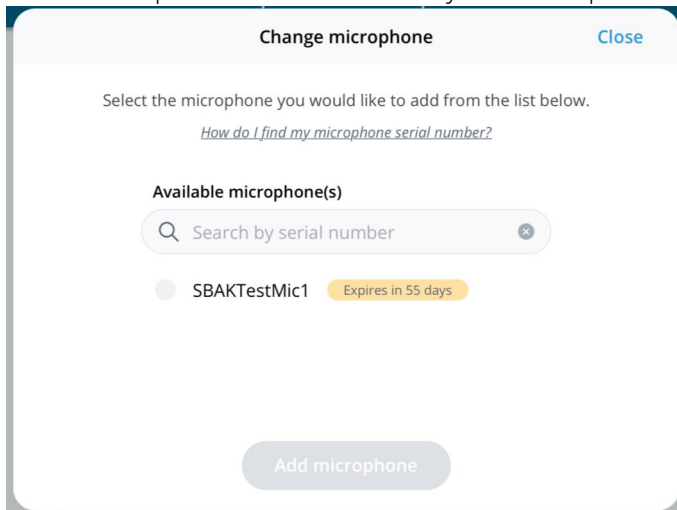 Change microphone
Close
Select the microphone you would like to add from the list below.
How do I find my microphone serial number?
Available microphone(s)
Search by serial number
SBAKTestMic1 Expires in 55 days
Add microphone